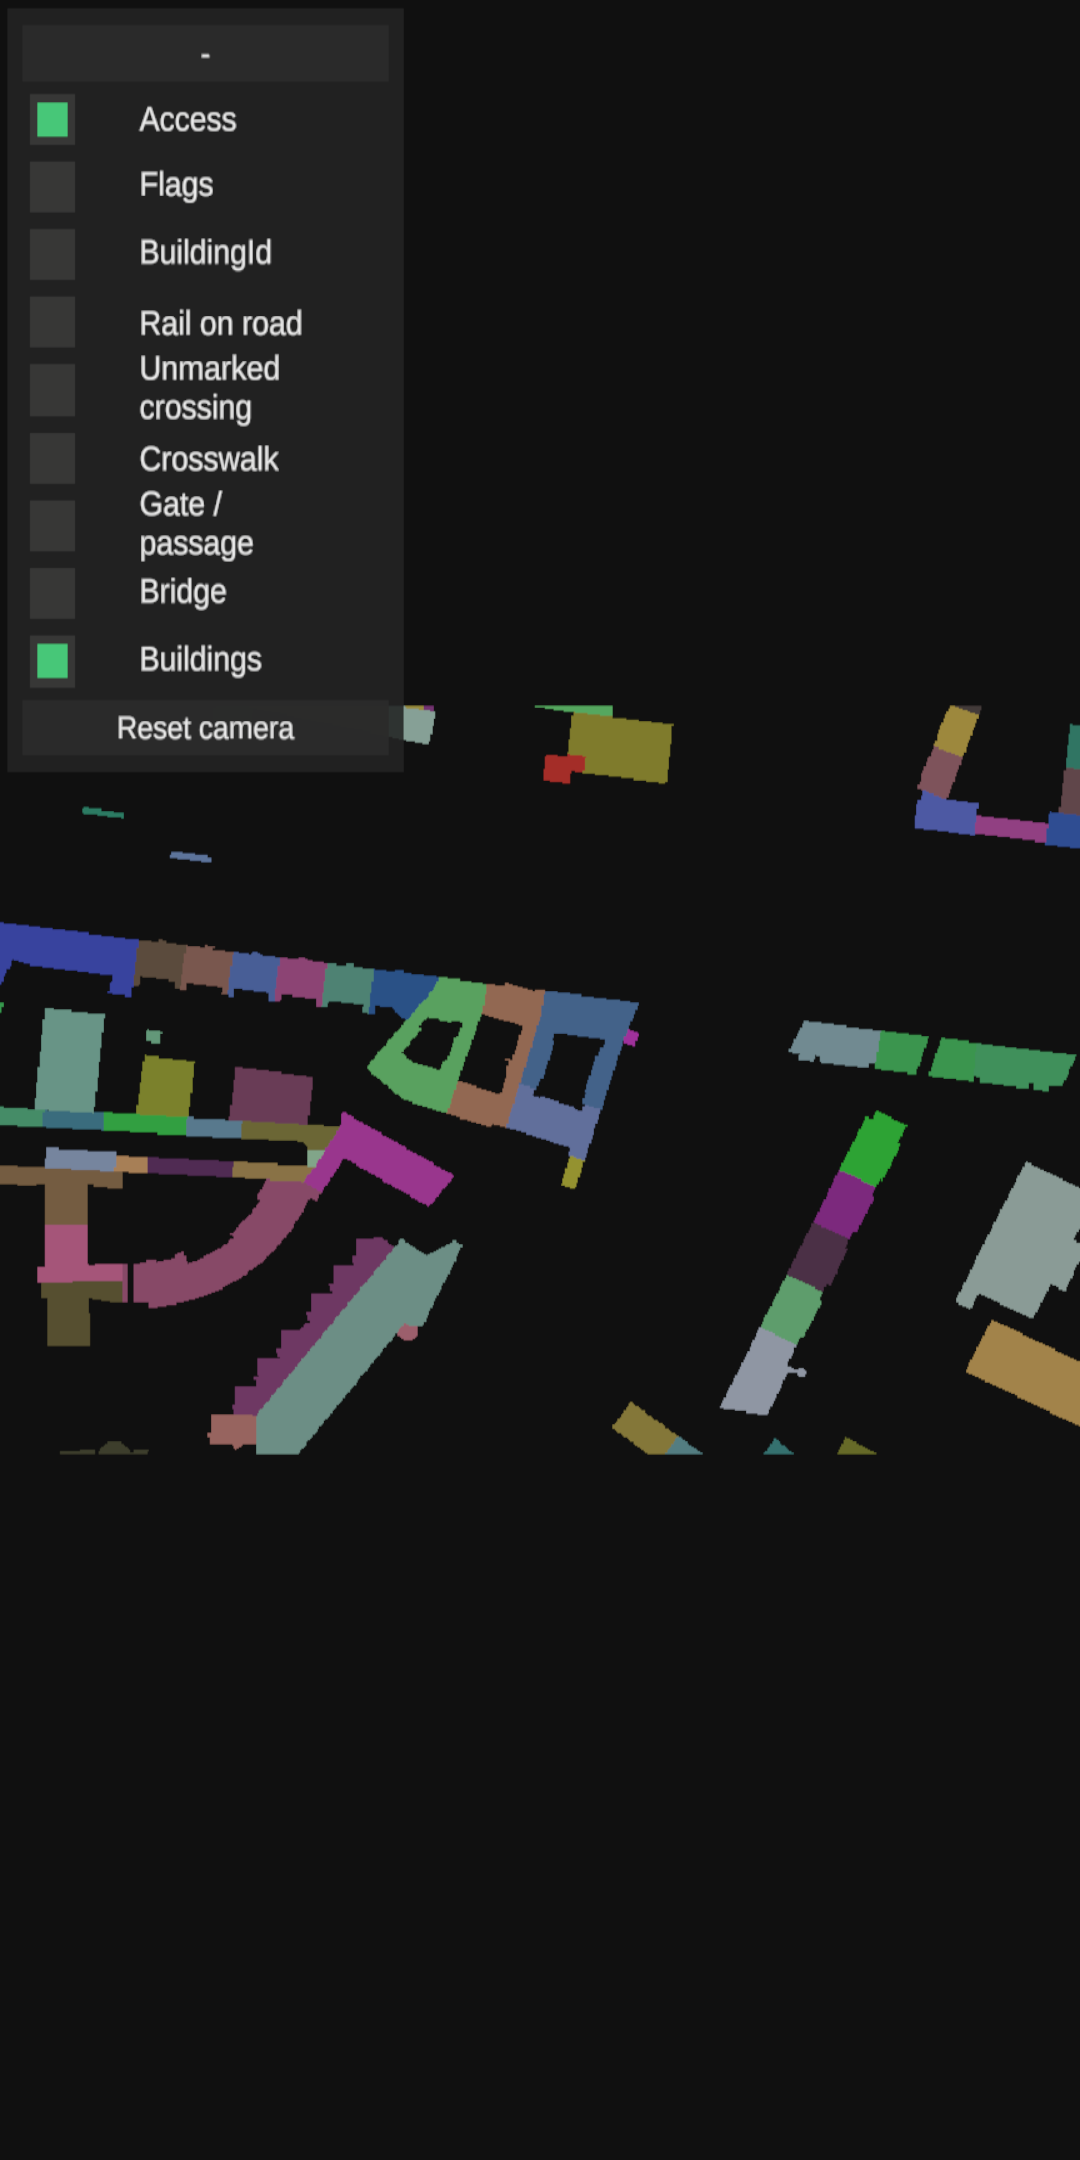 -
Access
Flags
BuildingId
Rail on road
Unmarked
crossing
Crosswalk
Gate /
passage
Bridge
Buildings
Reset camera